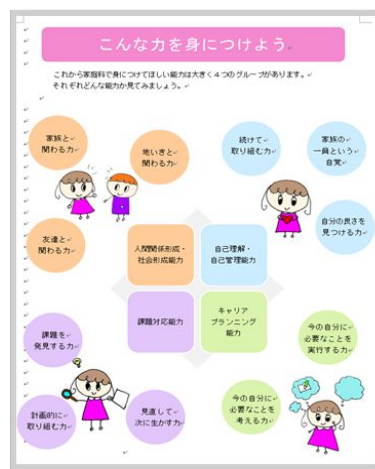 こんな力を身につけよう
これから家庭科で身につけてほしい能力は大きく４つのグループがあります。
それぞれどんな能力か見てみましょう。
家族と
関わる力
地いきと
関わる力
続けて
取り組む力
家族の
一員という
自覚
自分の良さを
見つける力
友達と
関わる力
人間関係形成・
社会形成能力
自己理解・
自己管理能力
課題対応能力
キャリア
プランニング
能力
課題を
発見する力
今の自分に
必要なことを
実行する力
計画的に
取り組む力
見直して
次に生かす力
今の自分に
必要なことを
考える力